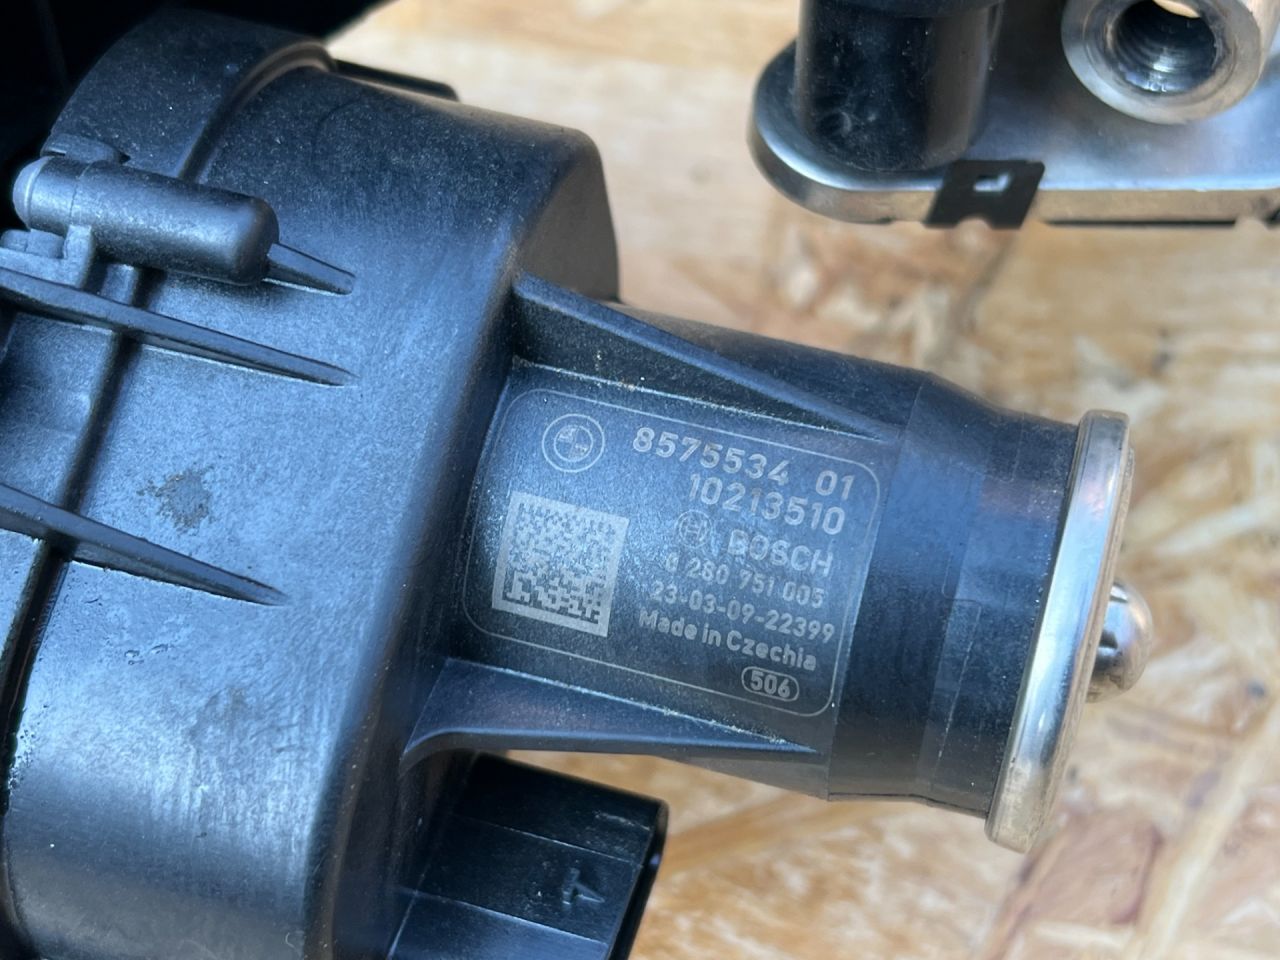 8575534 01
10213510
BOSCH
0 280 751 005
23-03-09-22399
Made in Czechia
506
A